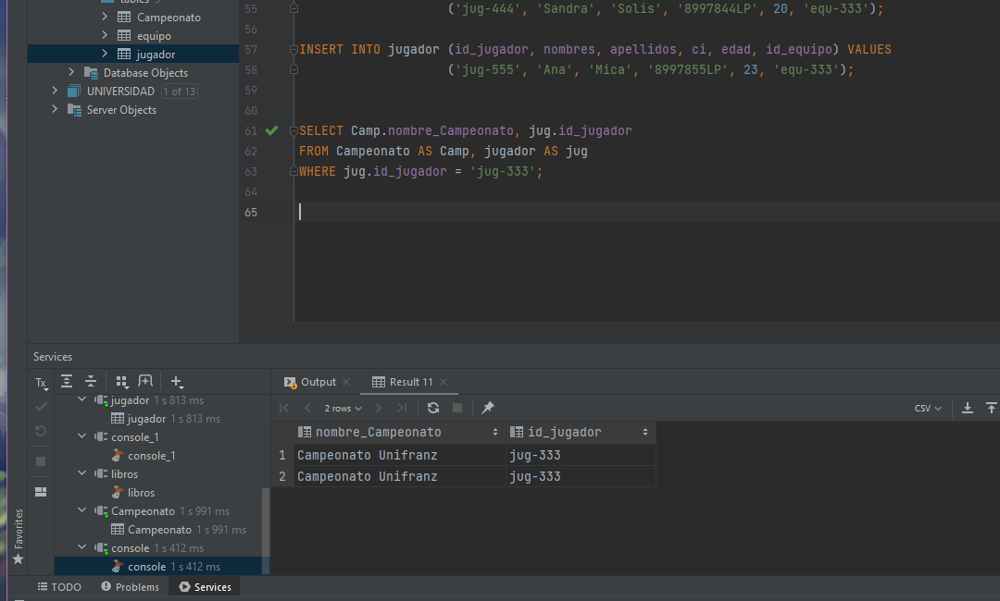 Campeonato
equipo
jugador
Database Objects
UNIVERSIDAD 1 of 13
Server Objects
55 ('jug-444', 'Sandra', 'Solis', '8997844LP', 20, 'equ-333');
56
57 INSERT INTO jugador (id_jugador, nombres, apellidos, ci, edad, id_equipo) VALUES
58 ('jug-555', 'Ana', 'Mica', '8997855LP', 23, 'equ-333');
59
60
61 SELECT Camp.nombre_Campeonato, jug.id_jugador
62 FROM Campeonato AS Camp, jugador AS jug
63 WHERE jug.id_jugador = 'jug-333';
64
65
Services
Tx
jugador 1 s 813 ms
jugador 1 s 813 ms
console_1
console_1
libros
libros
Campeonato 1 s 991 ms
Campeonato 1 s 991 ms
console 1 s 412 ms
console 1 s 412 ms
Output
Result 11
2 rows
CSV
nombre_Campeonato id_jugador
1 Campeonato Unifranz jug-333
2 Campeonato Unifranz jug-333
Favorites
TODO
Problems
Services